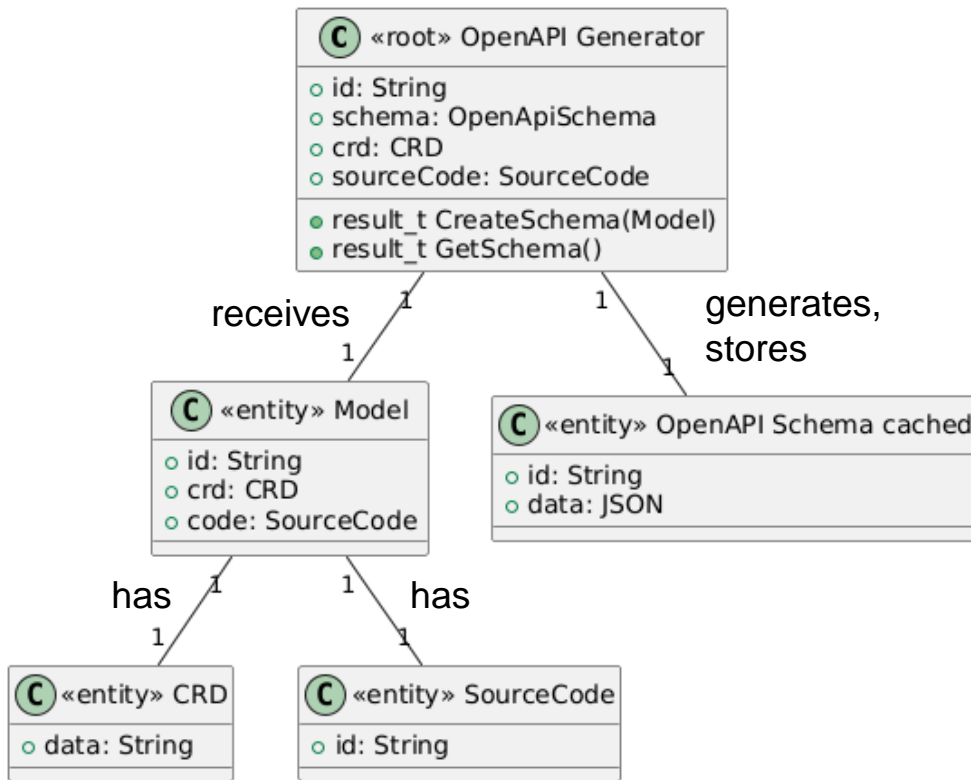 C «root» OpenAPI Generator
id: String
schema: OpenApiSchema
crd: CRD
sourceCode: SourceCode
result_t CreateSchema(Model)
result_t GetSchema()
receives
1
1
1
1
generates,
stores
C «entity» Model
id: String
crd: CRD
code: SourceCode
C «entity» OpenAPI Schema cached
id: String
data: JSON
has
1
1
1
1
has
C «entity» CRD
data: String
C «entity» SourceCode
id: String